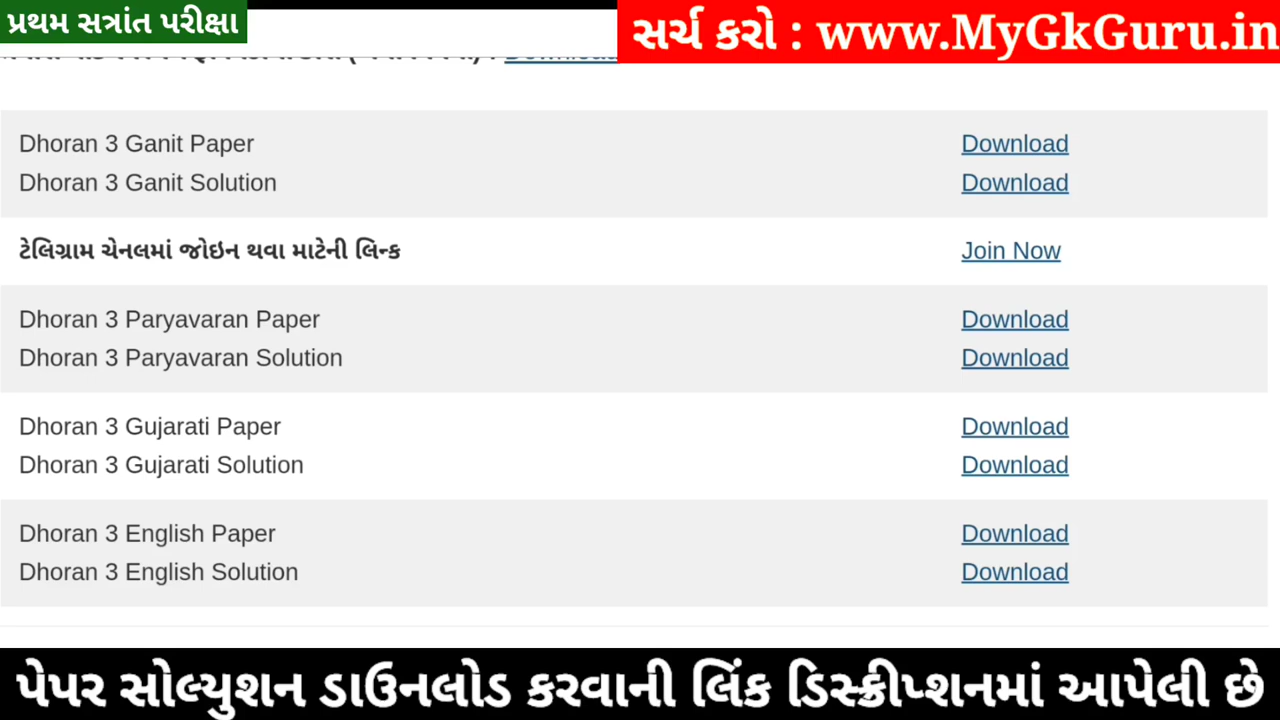 પ્રથમ સત્રાંત પરીક્ષા
સર્ચ કરો : www.MyGkGuru.in
Download
Dhoran 3 Ganit Paper Download
Dhoran 3 Ganit Solution Download
ટેલિગ્રામ ચેનલમાં જોઇન થવા માટેની લિન્ક Join Now
Dhoran 3 Paryavaran Paper Download
Dhoran 3 Paryavaran Solution Download
Dhoran 3 Gujarati Paper Download
Dhoran 3 Gujarati Solution Download
Dhoran 3 English Paper Download
Dhoran 3 English Solution Download
પેપર સોલ્યુશન ડાઉનલોડ કરવાની લિંક ડિસ્ક્રીપ્શનમાં આપેલી છે